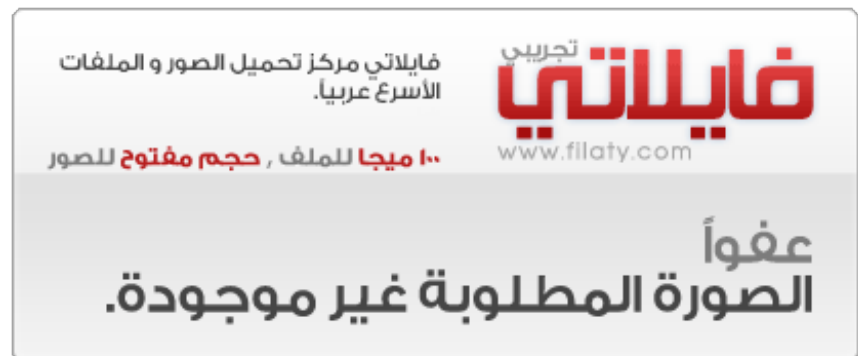 تجريبي
فايلاتي
www.filaty.com
فايلاتي مركز تحميل الصور و الملفات
الأسرع عربياً.
١٠٠ ميجا للملف , حجم مفتوح للصور
عفواً
الصورة المطلوبة غير موجودة.